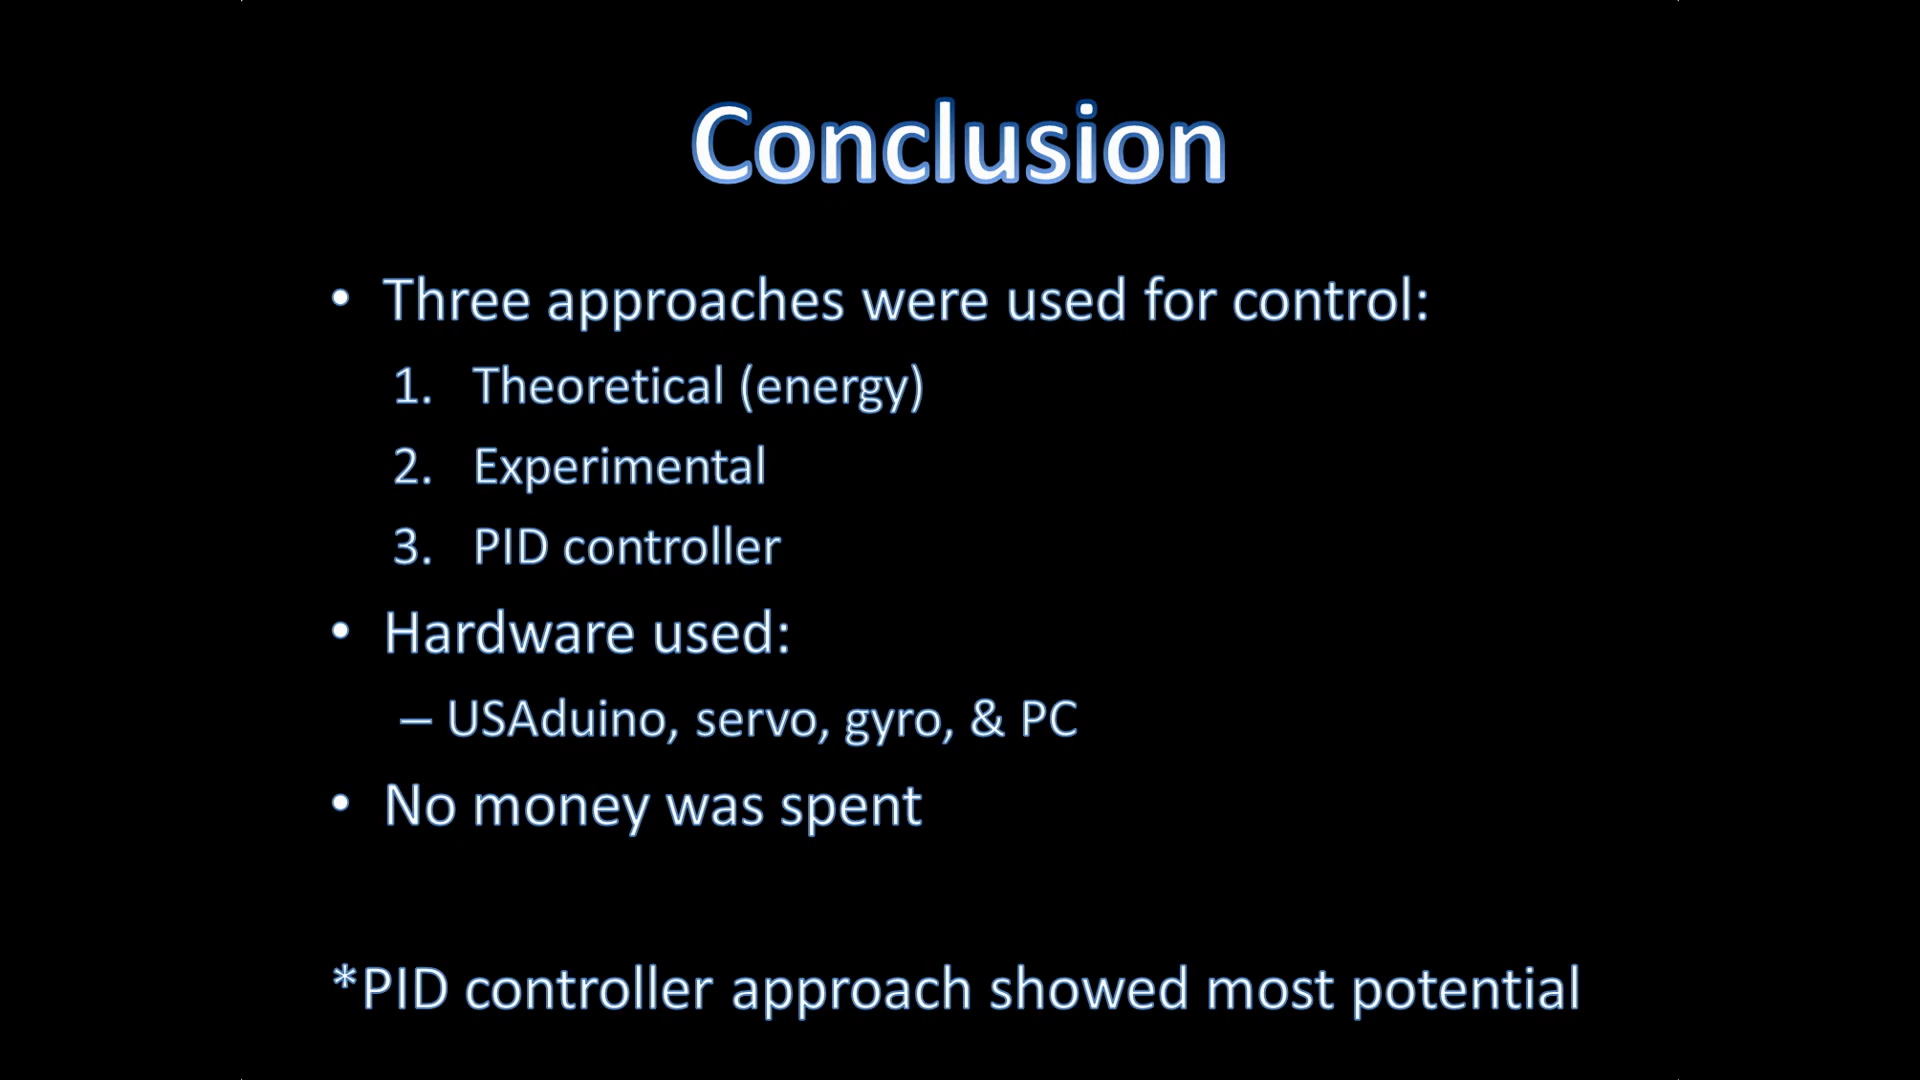 Conclusion
• Three approaches were used for control:
1. Theoretical (energy)
2. Experimental
3. PID controller
• Hardware used:
– USAduino, servo, gyro, & PC
• No money was spent
*PID controller approach showed most potential